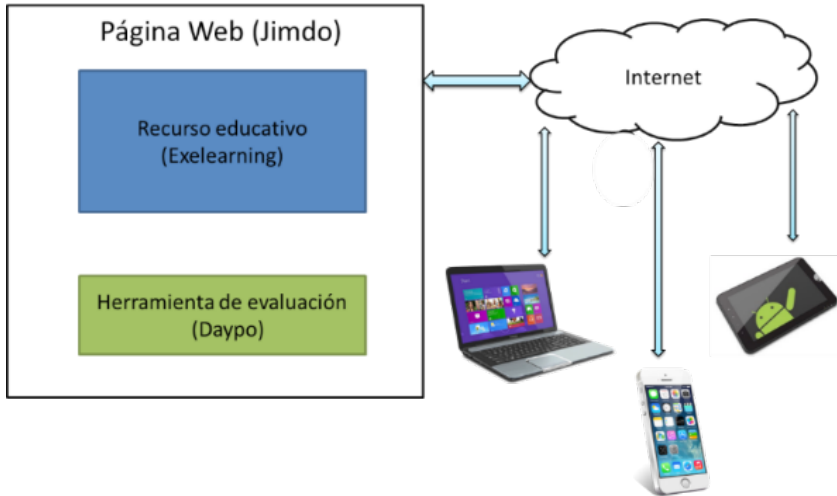 Página Web (Jimdo)
Recurso educativo
(Exelearning)
Herramienta de evaluación
(Daypo)
Internet